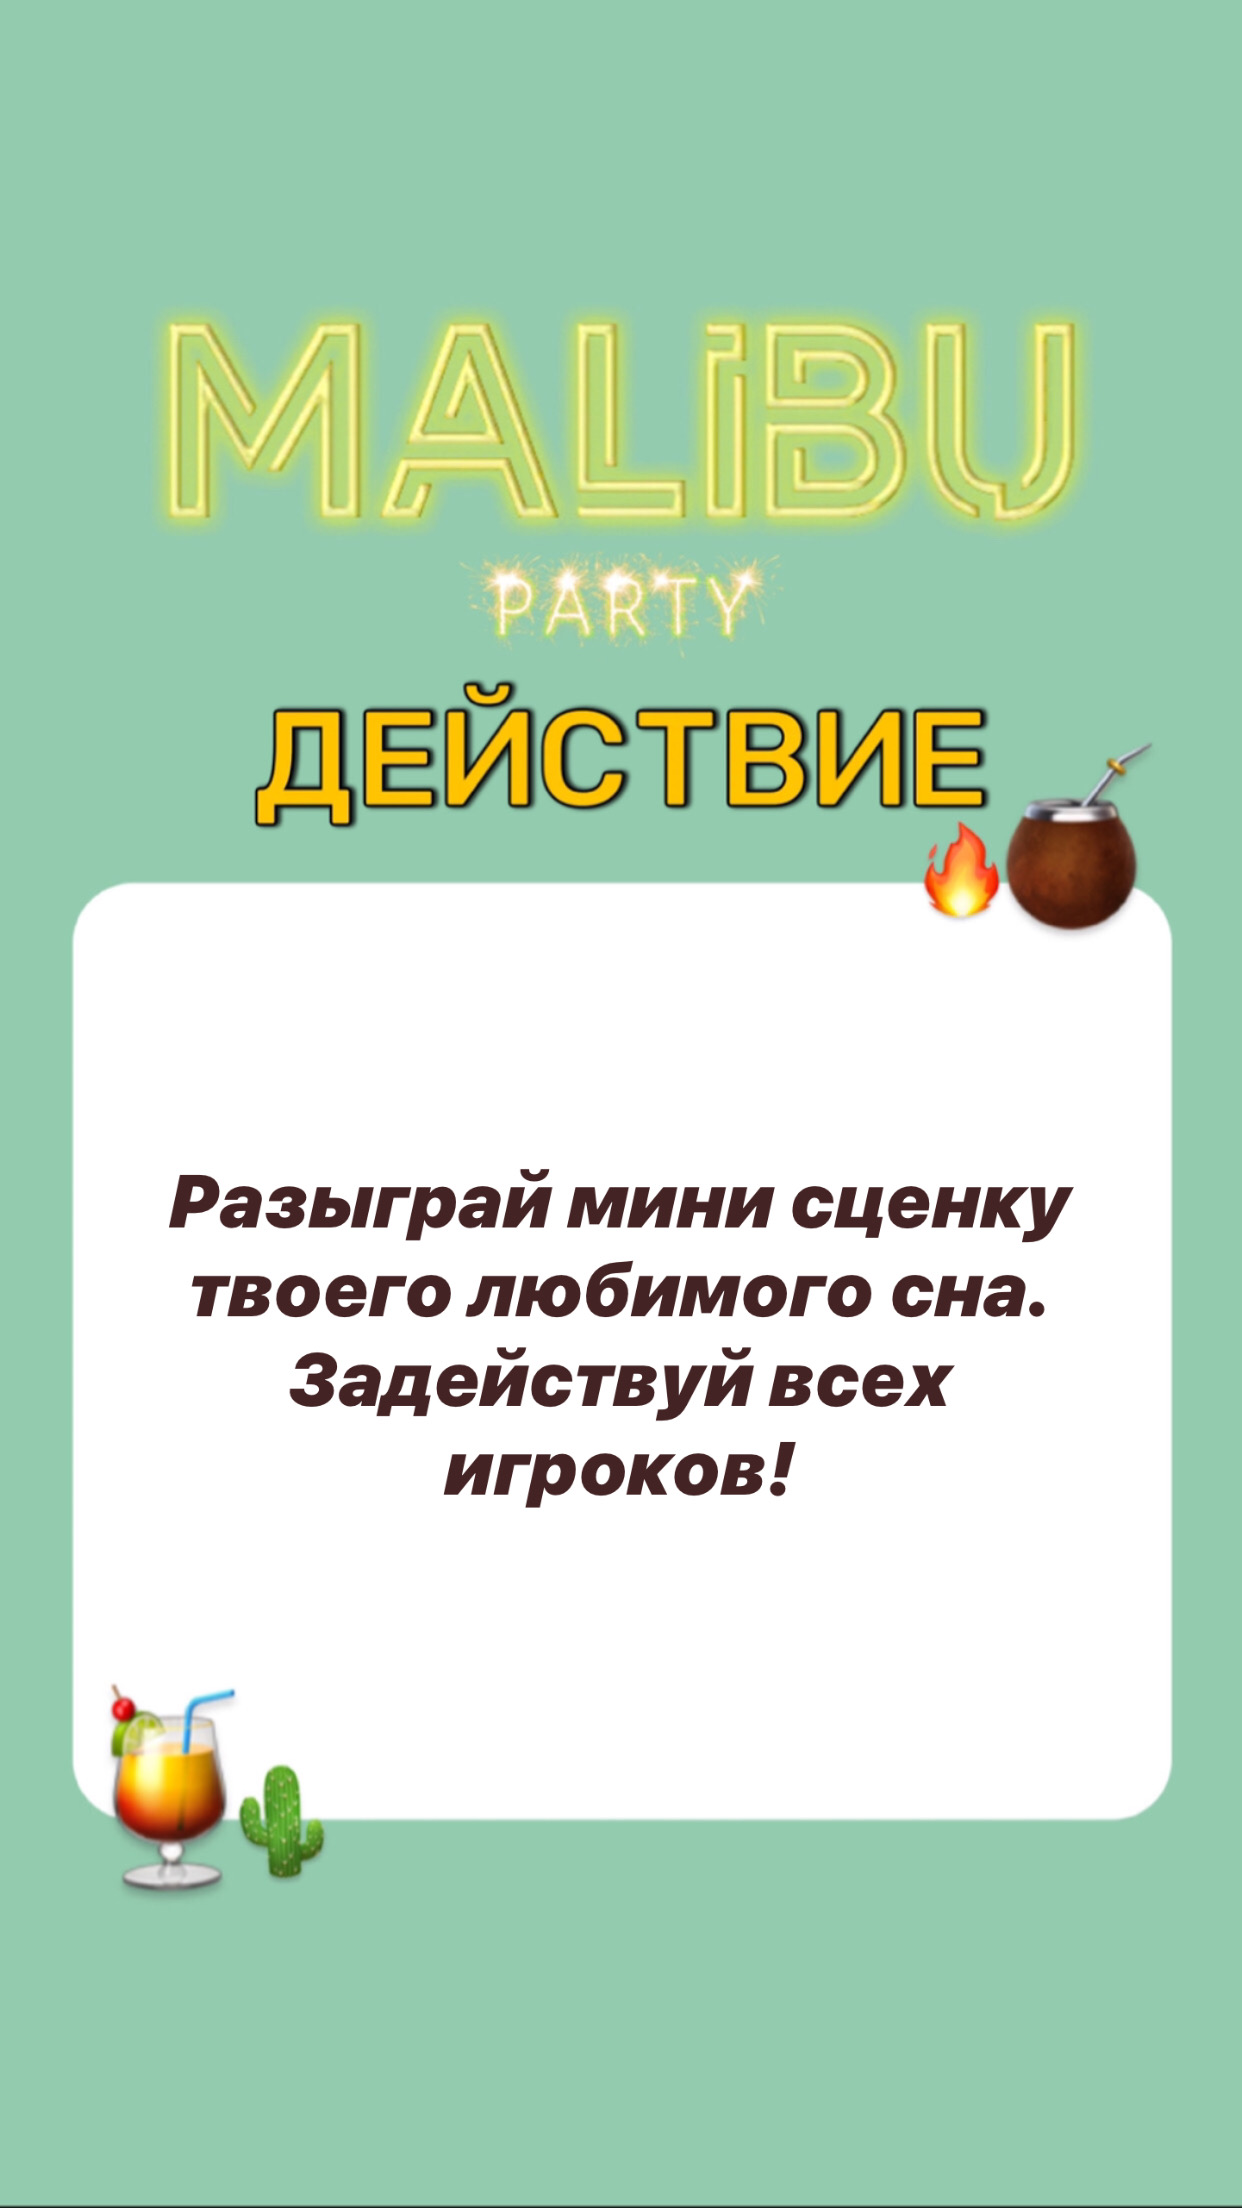 MALiBU
PARTY
ДЕЙСТВИЕ
Разыграй мини сценку
твоего любимого сна.
Задействуй всех
игроков!